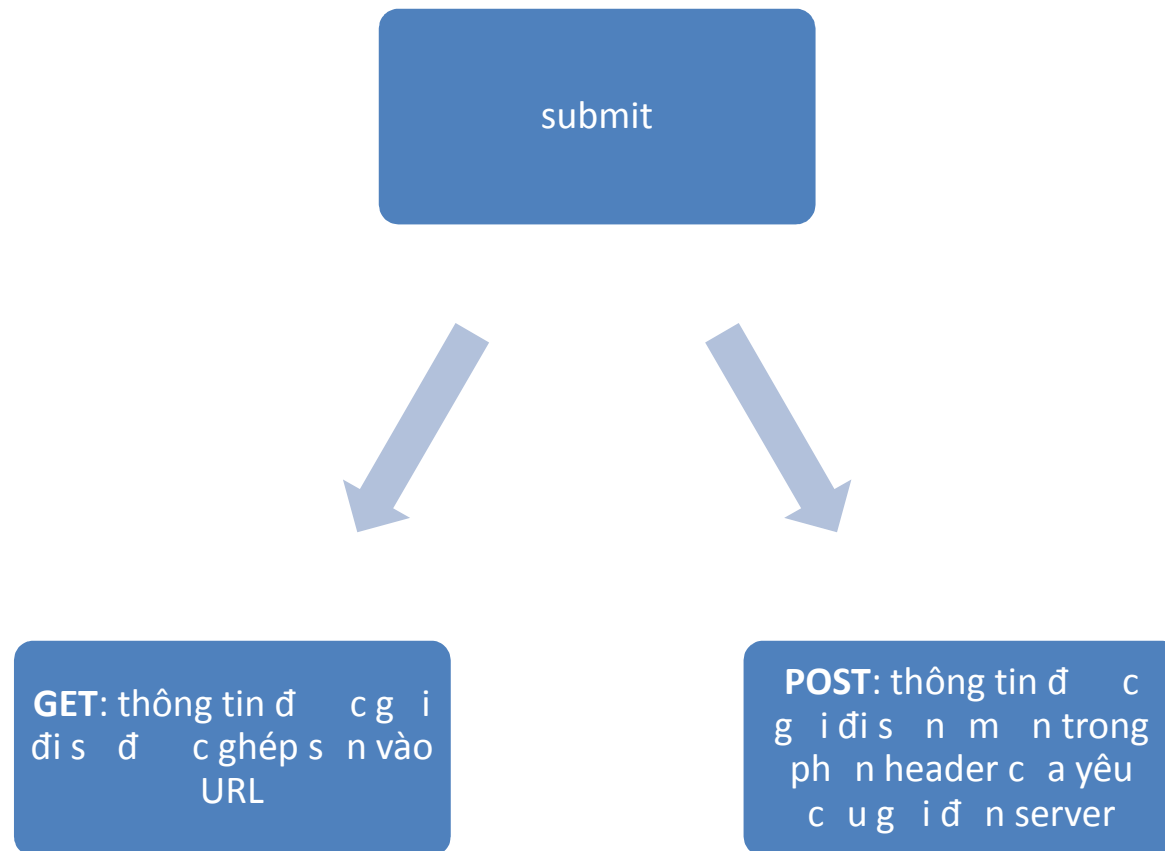 submit
GET: thông tin đ c g i
đi s đ c ghép s n vào
URL
POST: thông tin đ c
g i đi s n m n trong
ph n header c a yêu
c u g i đ n server